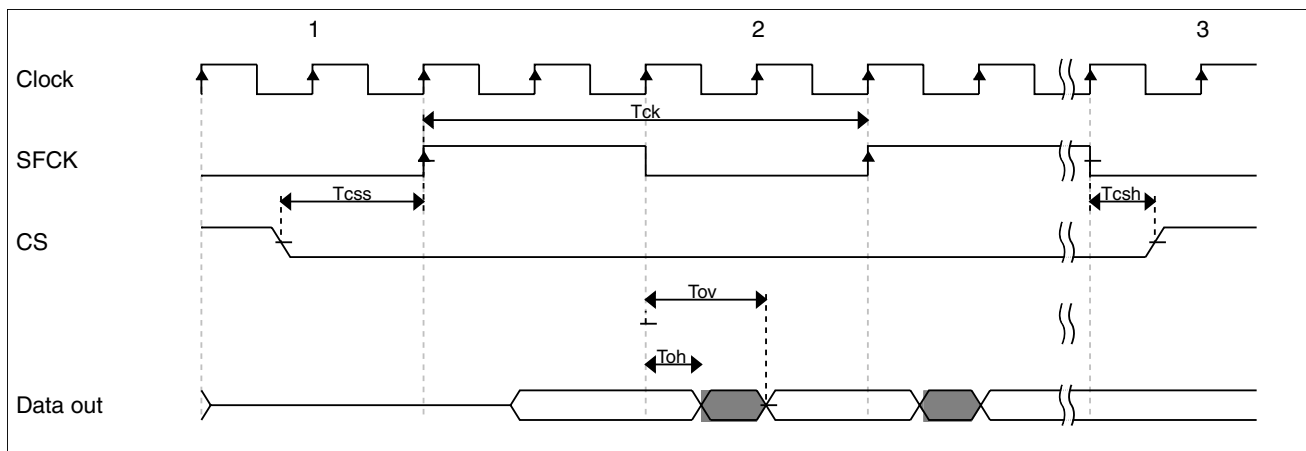 1 2 3
Clock
Tck
SFCK
Tcss Tcsh
CS
Tov
Toh
Data out